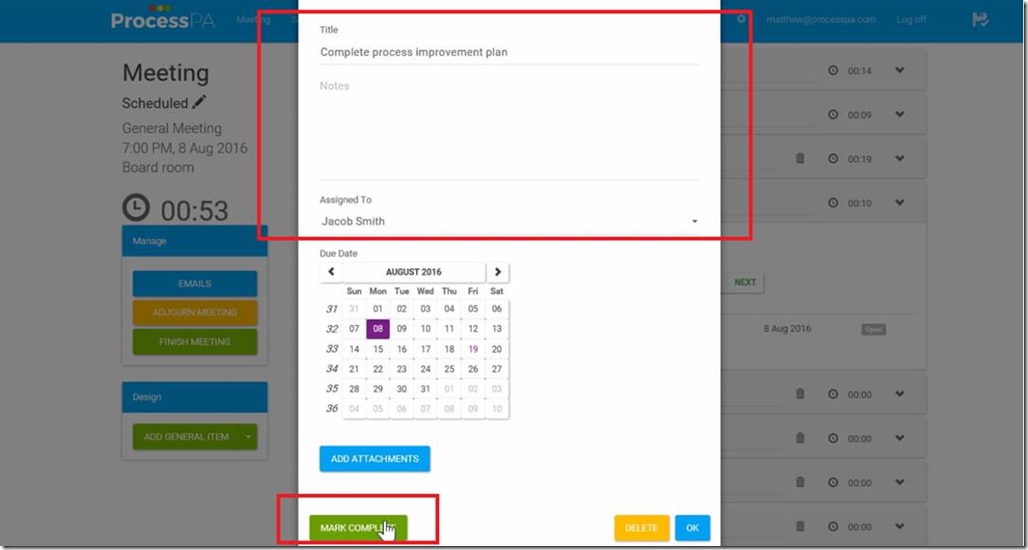 ProcessPA Meeting matthew@processpa.com Log off
Meeting
Scheduled
General Meeting
7:00 PM, 8 Aug 2016
Board room
00:53
Manage
EMAILS
ADJOURN MEETING
FINISH MEETING
Design
ADD GENERAL ITEM
Title
Complete process improvement plan
Notes
Assigned To
Jacob Smith
Due Date
AUGUST 2016
Sun Mon Tue Wed Thu Fri Sat
31 31 01 02 03 04 05 06
32 07 08 09 10 11 12 13
33 14 15 16 17 18 19 20
34 21 22 23 24 25 26 27
35 28 29 30 31 01 02 03
36 04 05 06 07 08 09 10
ADD ATTACHMENTS
MARK
DELETE OK
00:14
00:09
00:19
00:10
NEXT
8 Aug 2016 Open
00:00
00:00
00:00
00:00